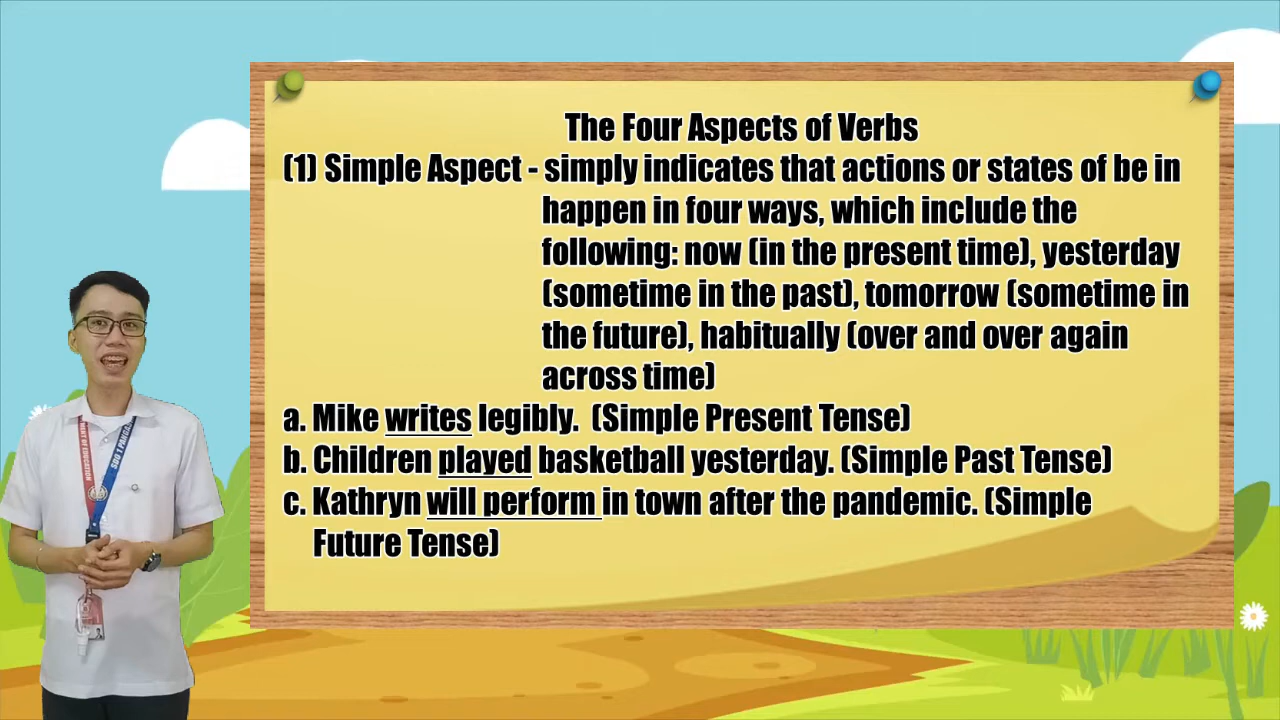 The Four Aspects of Verbs
(1) Simple Aspect - simply indicates that actions or states of be in
happen in four ways, which include the
following: now (in the present time), yesterday
(sometime in the past), tomorrow (sometime in
the future), habitually (over and over again
across time)
a. Mike writes legibly. (Simple Present Tense)
b. Children played basketball yesterday. (Simple Past Tense)
c. Kathryn will perform in town after the pandemic. (Simple
Future Tense)